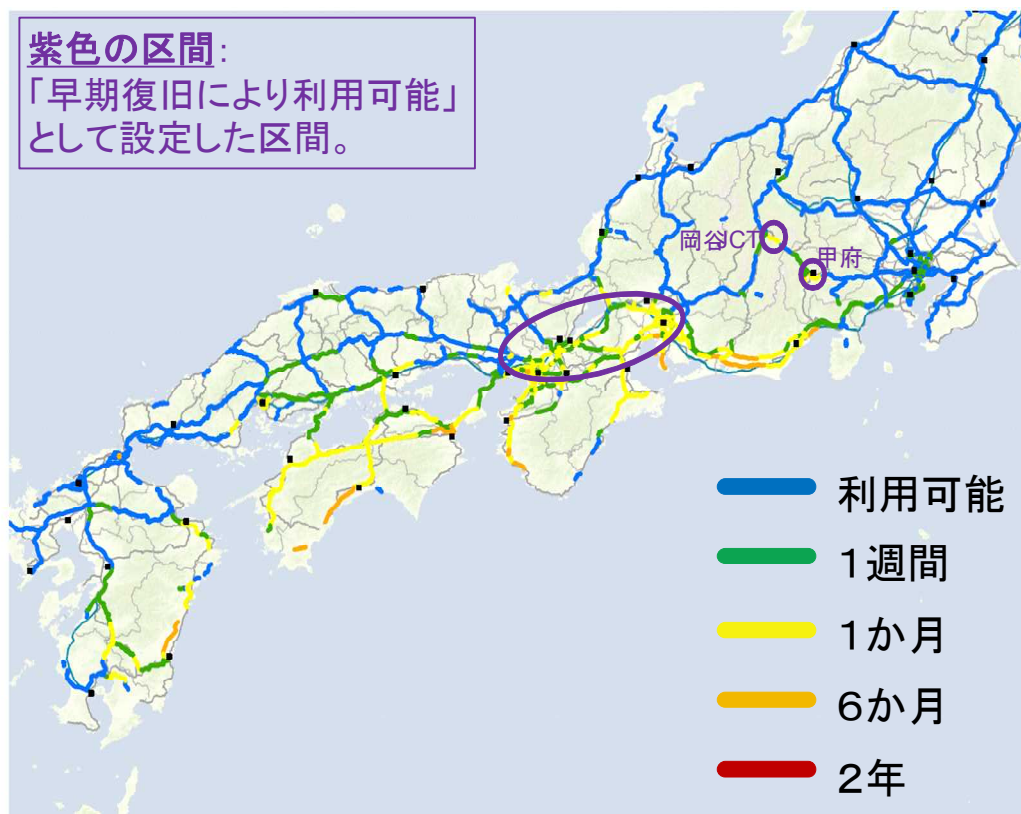 紫色の区間:
「早期復旧により利用可能」
として設定した区間。
岡谷JCT
甲府
利用可能
1週間
1か月
6か月
2年